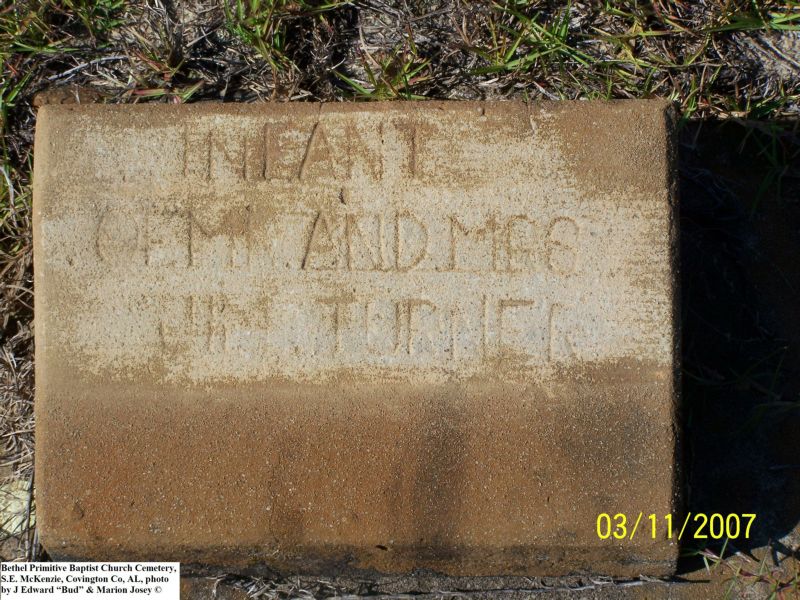 INFANT
OF MR. AND. MRS
TURNER
03/11/2007
Bethel Primitive Baptist Church Cemetery,
S.E. McKenzie, Covington Co, AL, photo
by J Edward “Bud” & Marion Josey ©